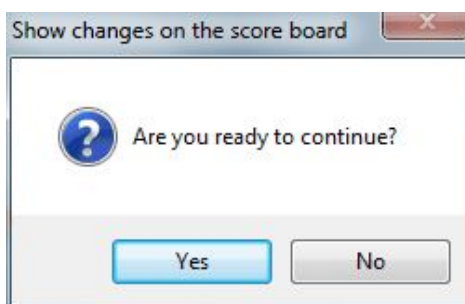 Show changes on the score board
Are you ready to continue?
Yes
No